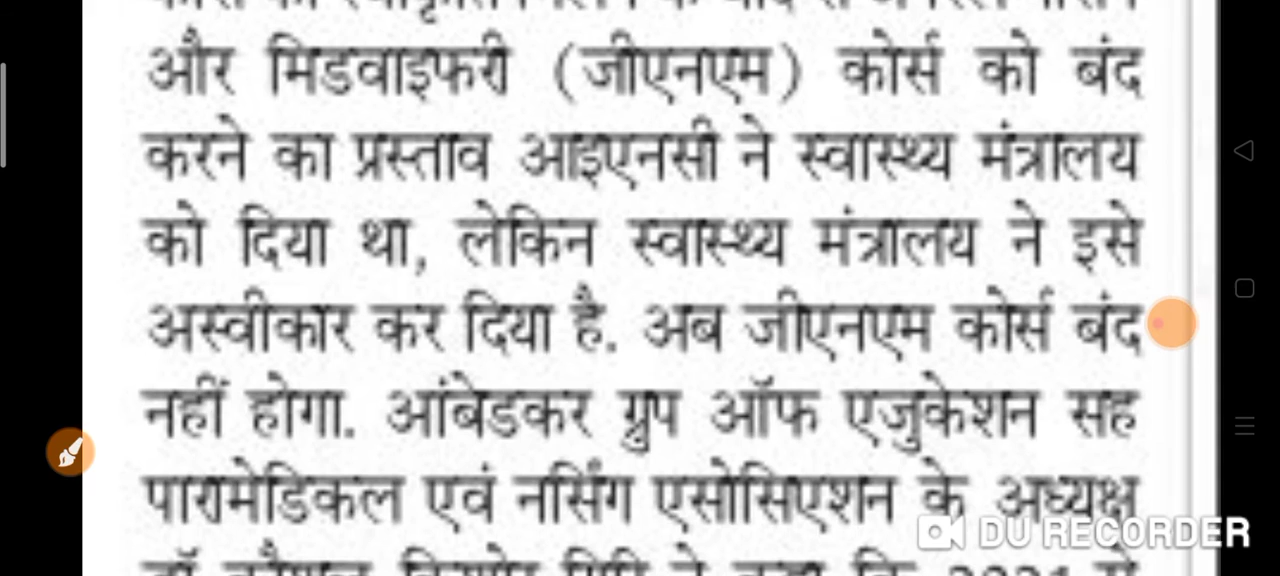 और मिडवाइफरी (जीएनएम) कोर्स को बंद
करने का प्रस्ताव आइएनसी ने स्वास्थ्य मंत्रालय
को दिया था, लेकिन स्वास्थ्य मंत्रालय ने इसे
अस्वीकार कर दिया है. अब जीएनएम कोर्स बंद
नहीं होगा. आंबेडकर ग्रुप ऑफ एजुकेशन सह
पारामेडिकल एवं नर्सिंग एसोसिएशन के अध्यक्ष
DU RECORDER